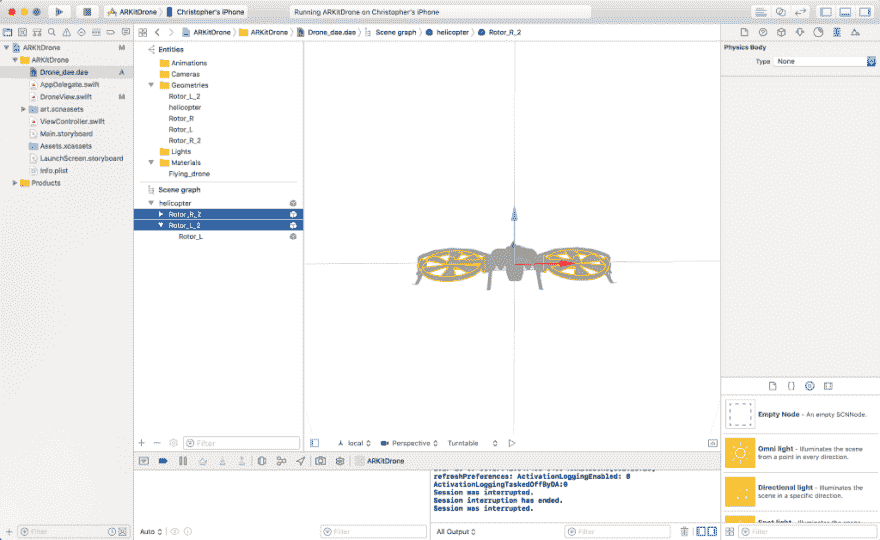 ARKitDrone
Christopher's iPhone
Running ARKitDrone on Christopher's iPhone
ARKitDrone M
ARKitDrone
Drone_dae.dae A
AppDelegate.swift
DroneView.swift M
art.scnassets
ViewController.swift
Main.storyboard
Assets.xcassets
LaunchScreen.storyboard
Info.plist
Products
Filter
ARKitDrone
ARKitDrone
Drone_dae.dae
Scene graph
helicopter
Rotor_R_2
Entities
Animations
Cameras
Geometries
Rotor_L_2
helicopter
Rotor_R
Rotor_L
Rotor_R_2
Lights
Materials
Flying_drone
Scene graph
helicopter
Rotor_R_2
Rotor_L_2
Rotor_L
Filter
local
Perspective
Turntable
ARKitDrone
refreshPreferences: ActivationLoggingEnabled: 0
ActivationLoggingTaskedOffByDA:0
Session was interrupted.
Session interruption has ended.
Session was interrupted.
Auto
Filter
All Output
Filter
Physics Body
Type None
Empty Node - An empty SCNNode.
Omni light - Illuminates the scene
from a point in every direction.
Directional light - Illuminates the
scene in a specific direction.
Filter